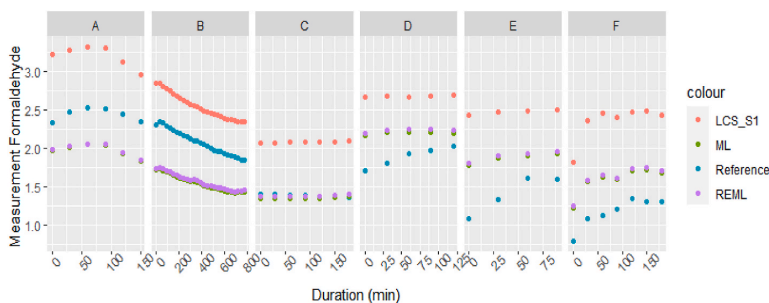 A B C D E F
colour
LCS_S1
ML
Reference
REML
Measurement Formaldehyde
3.0
2.5
2.0
1.5
1.0
0 50 100 150 0 200 400 600 800 0 50 100 150 0 25 50 75 100 125 0 25 50 75 0 50 100 150
Duration (min)